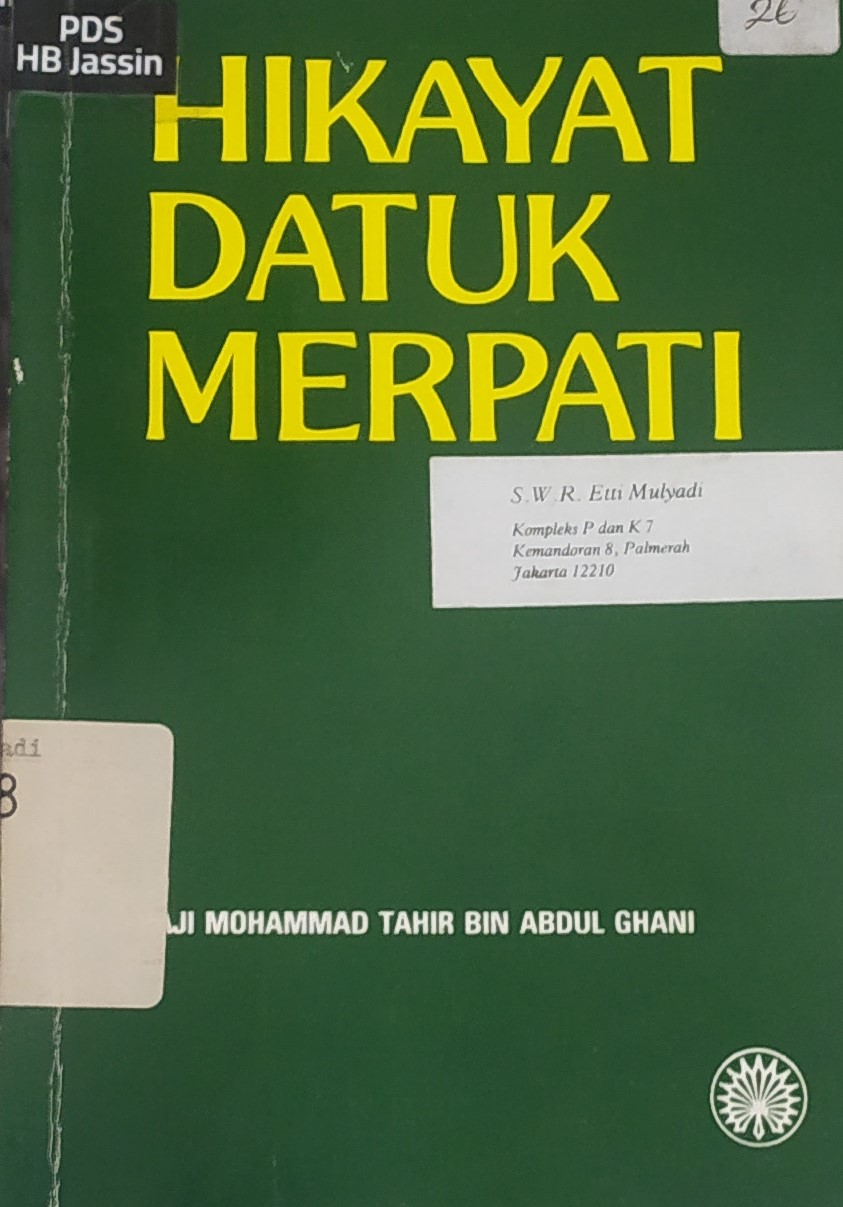 PDS
HB Jassin
26
HIKAYAT
DATUK
MERPATI
S.W.R. Etti Mulyadi
Kompleks P dan K 7
Kemandoran 8, Palmerah
Jakarta 12210
adi
8
AJI MOHAMMAD TAHIR BIN ABDUL GHANI